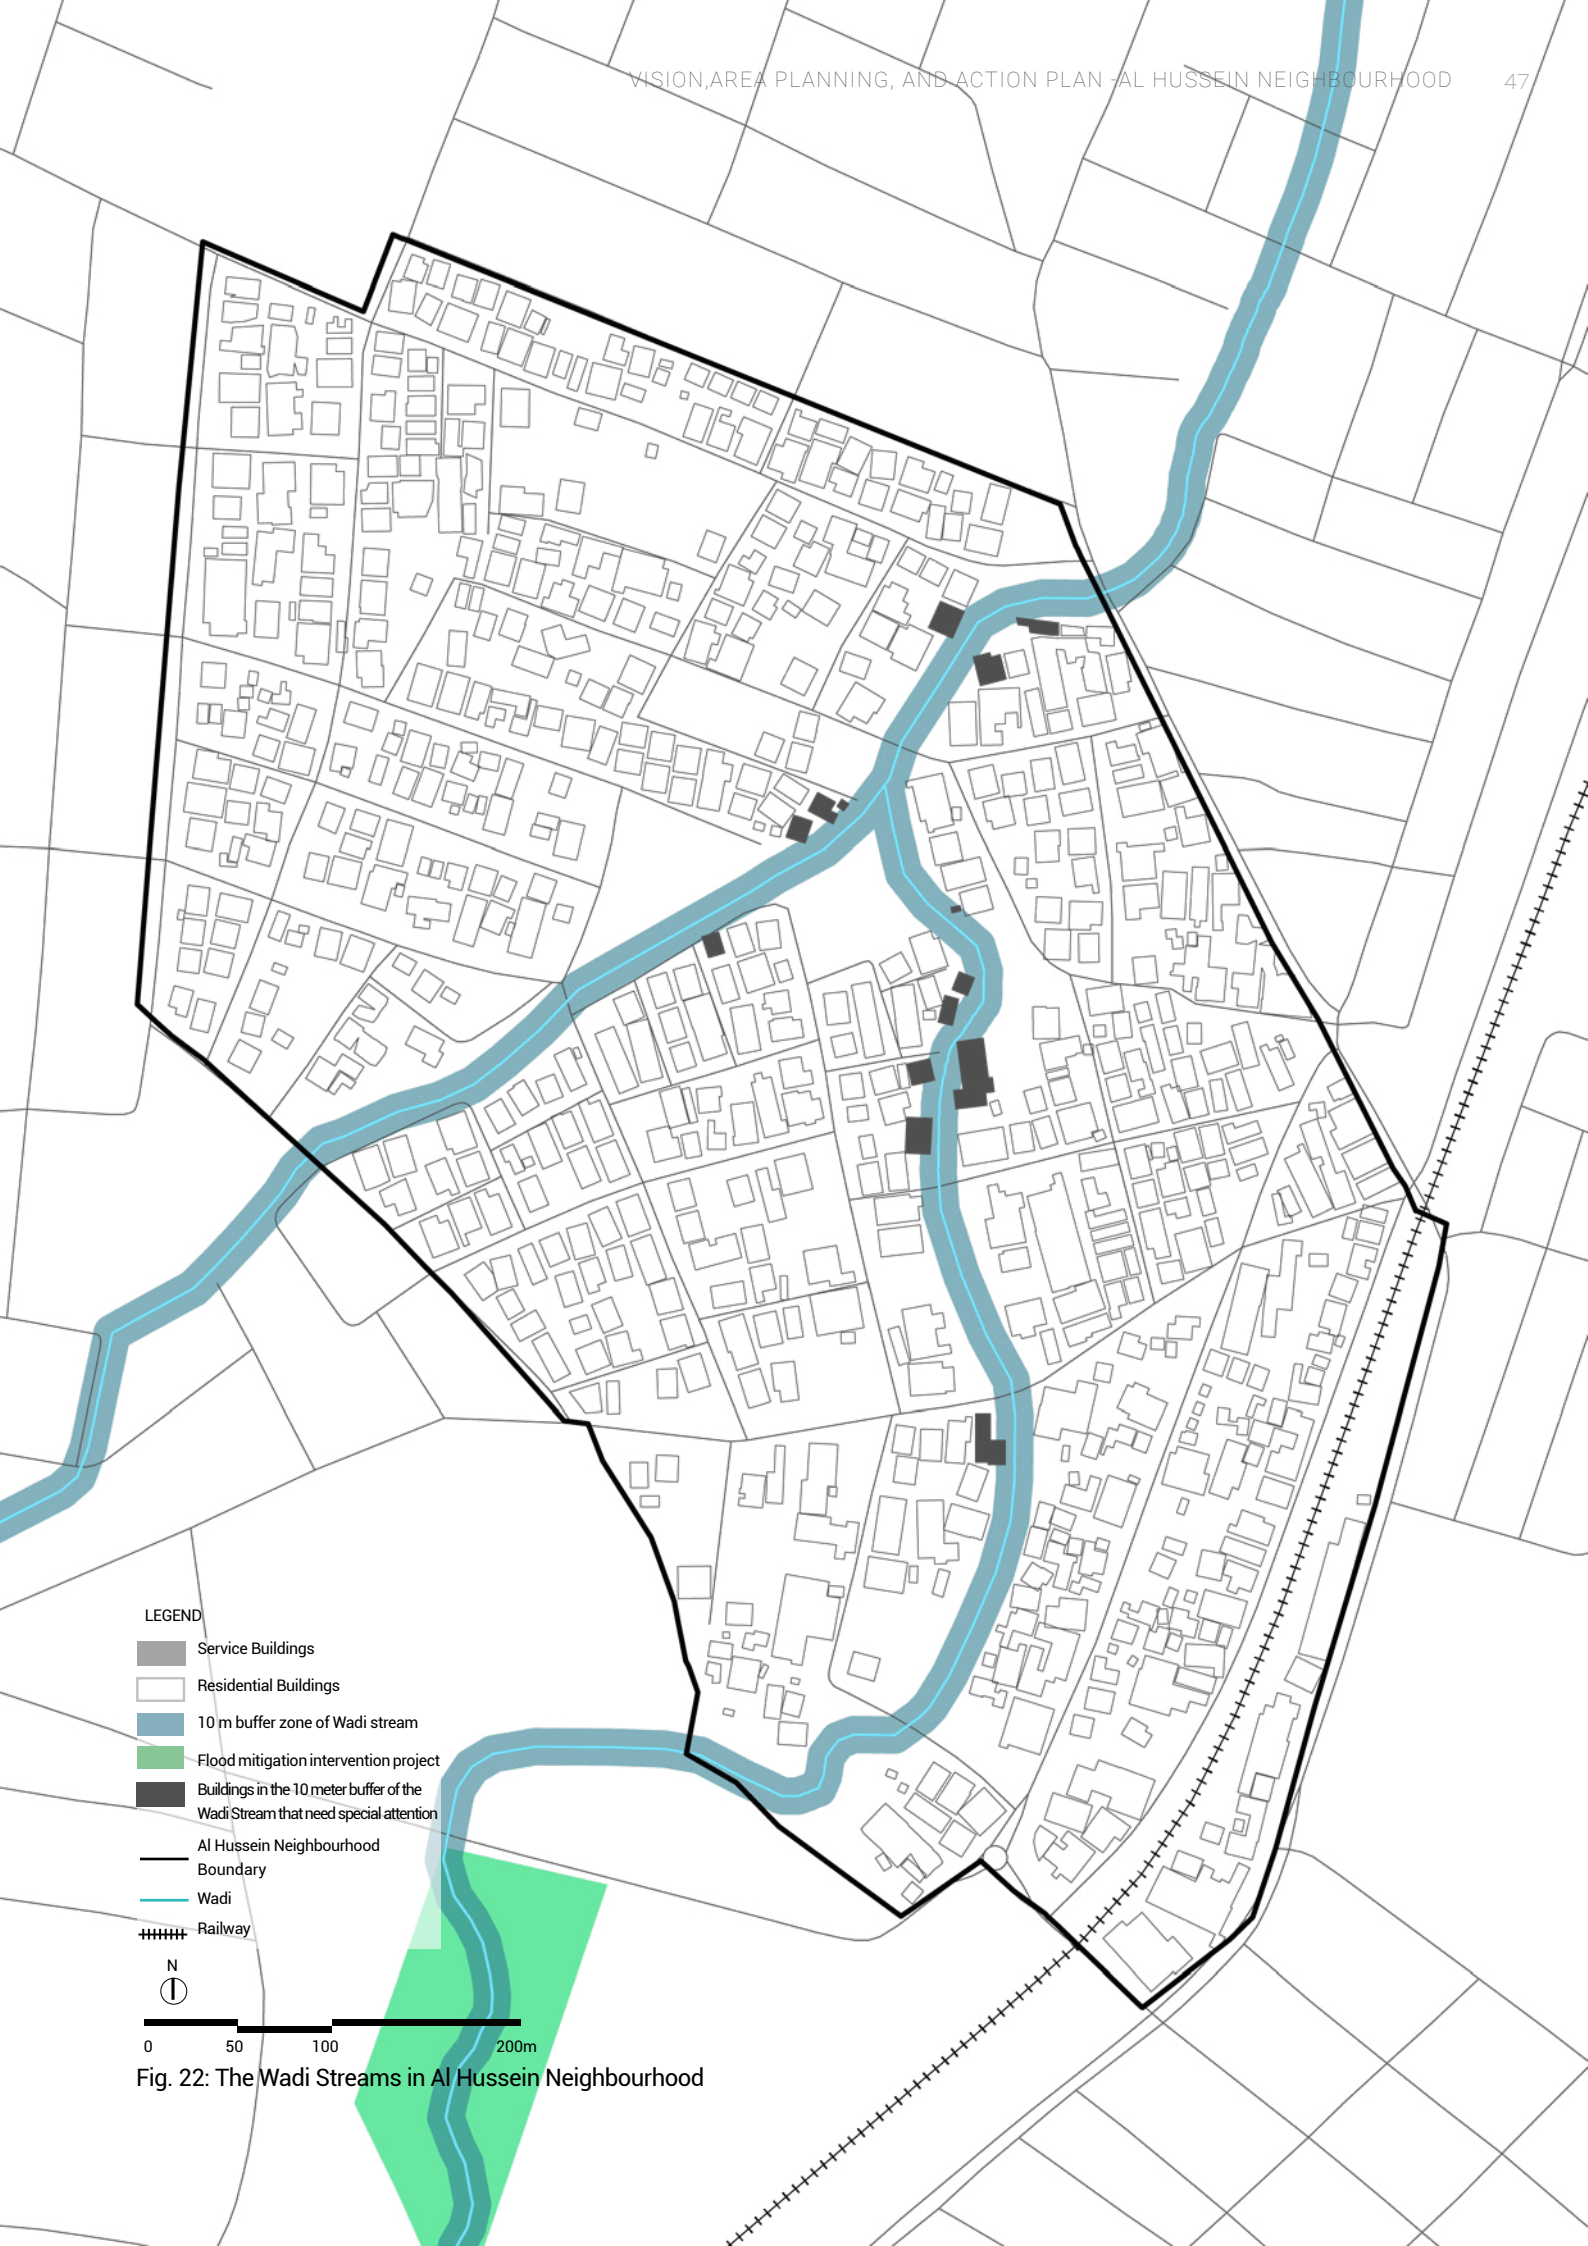 VISION,AREA PLANNING, AND ACTION PLAN -AL HUSSEIN NEIGHBOURHOOD 47
LEGEND
Service Buildings
Residential Buildings
10 m buffer zone of Wadi stream
Flood mitigation intervention project
Buildings in the 10 meter buffer of the
Wadi Stream that need special attention
Al Hussein Neighbourhood
Boundary
Wadi
Railway
N
0 50 100 200m
Fig. 22: The Wadi Streams in Al Hussein Neighbourhood